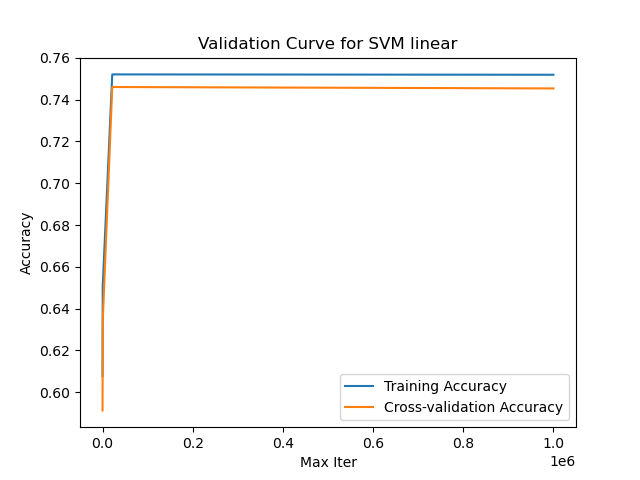 Validation Curve for SVM linear
0.76
0.74
0.72
0.70
0.68
0.66
0.64
0.62
0.60
Accuracy
Training Accuracy
Cross-validation Accuracy
0.0 0.2 0.4 0.6 0.8 1.0
Max Iter
1e6